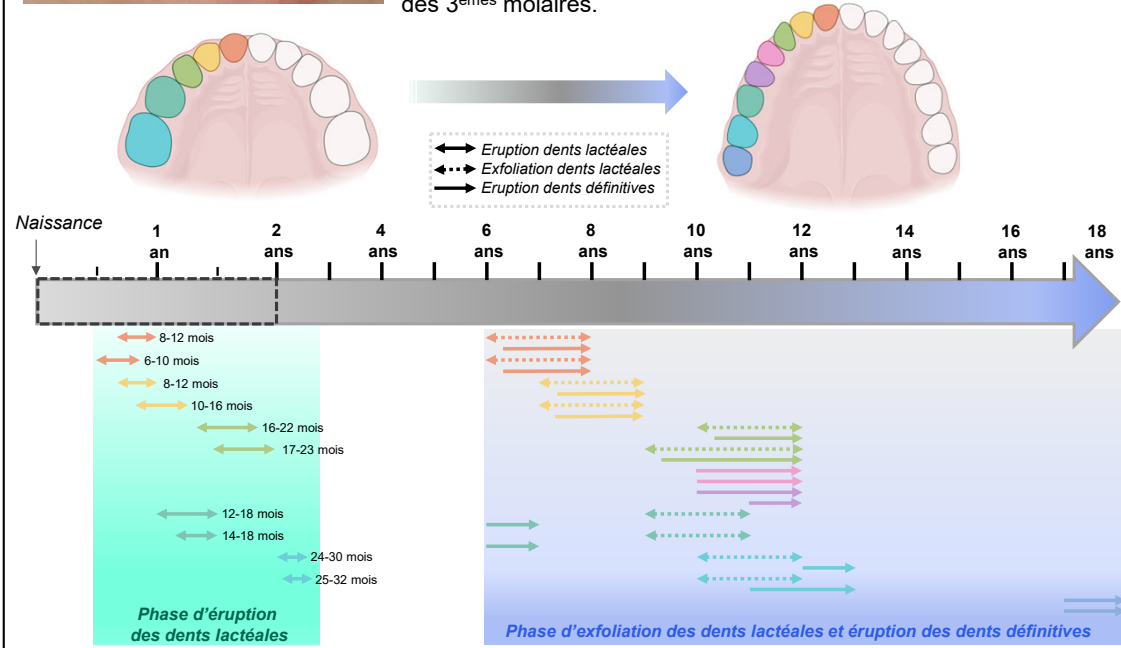 des 3èmes molaires.
Eruption dents lactéales
Exfoliation dents lactéales
Eruption dents définitives
Naissance
1 an
2 ans
4 ans
6 ans
8 ans
10 ans
12 ans
14 ans
16 ans
18 ans
8-12 mois
6-10 mois
8-12 mois
10-16 mois
16-22 mois
17-23 mois
12-18 mois
14-18 mois
24-30 mois
25-32 mois
Phase d'éruption
des dents lactéales
Phase d'exfoliation des dents lactéales et éruption des dents définitives